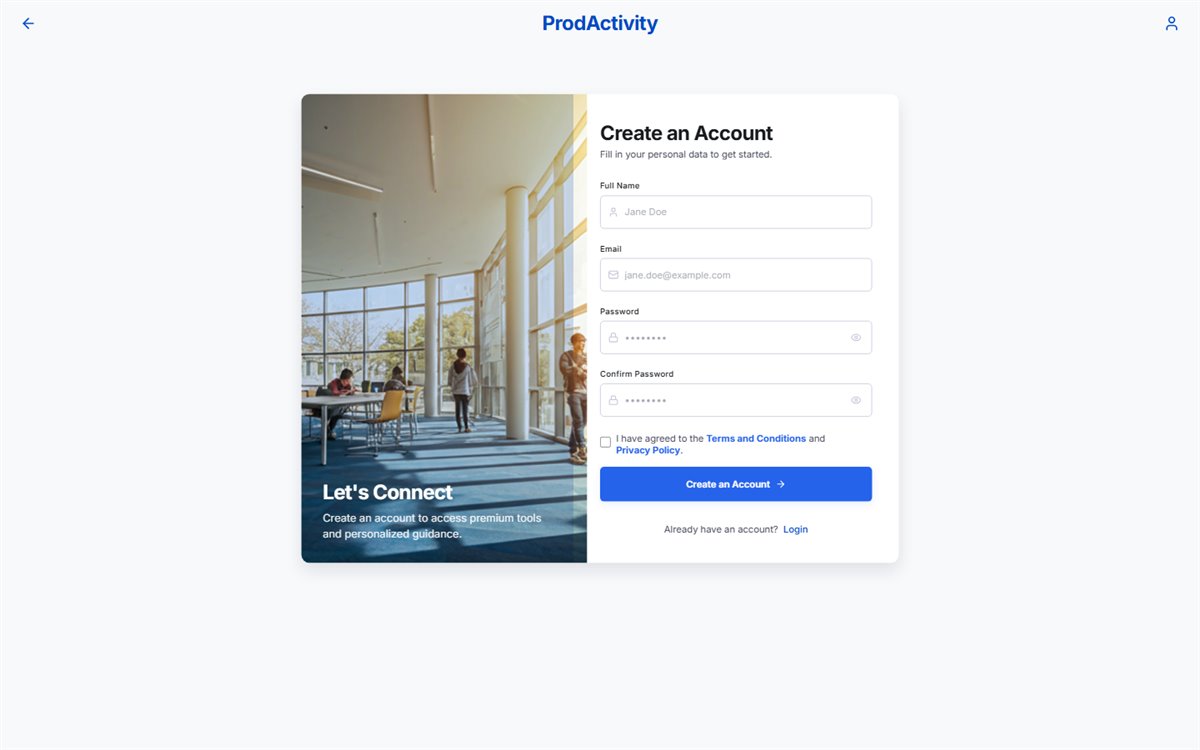 ProdActivity
Let's Connect
Create an account to access premium tools
and personalized guidance.
Create an Account
Fill in your personal data to get started.
Full Name
Jane Doe
Email
jane.doe@example.com
Password
••••••••
Confirm Password
••••••••
I have agreed to the Terms and Conditions and
Privacy Policy.
Create an Account →
Already have an account? Login